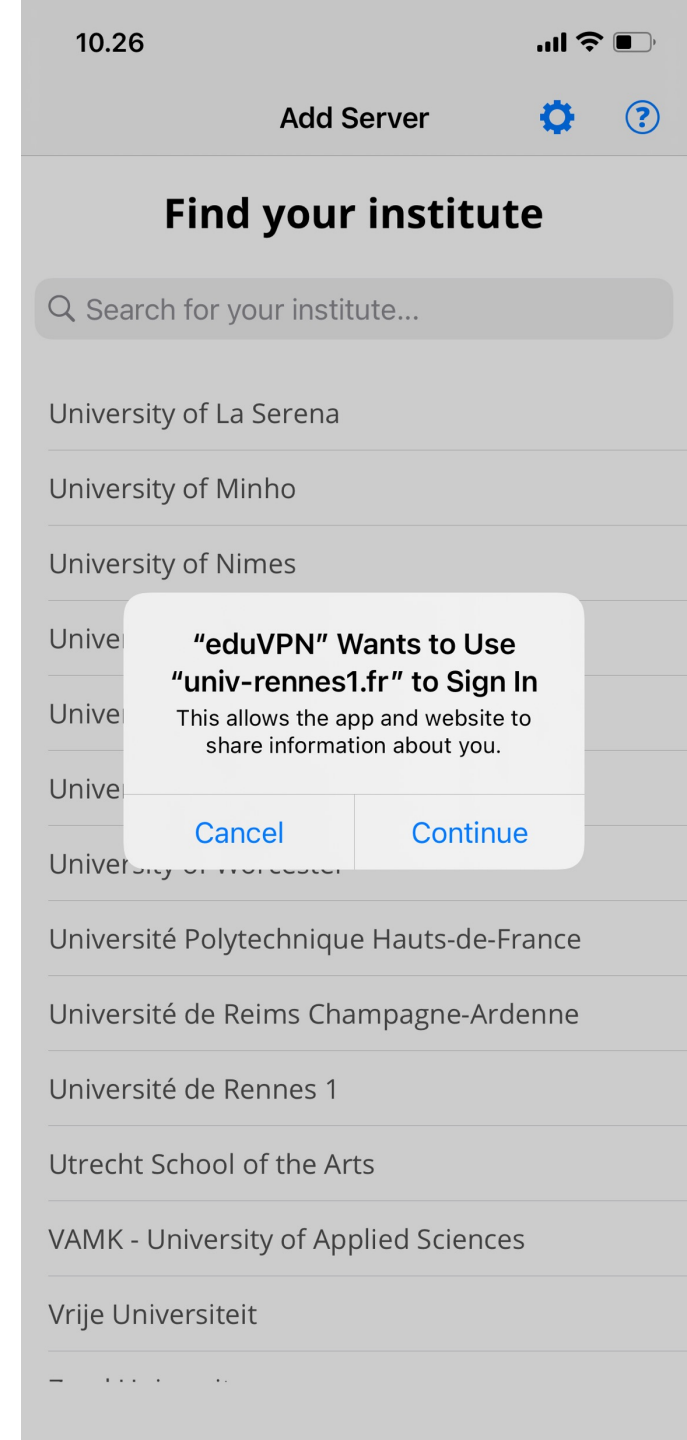 10.26
Add Server
Find your institute
Search for your institute...
University of La Serena
University of Minho
University of Nimes
“eduVPN” Wants to Use
“univ-rennes1.fr” to Sign In
This allows the app and website to
share information about you.
Cancel
Continue
University of Worcester
Université Polytechnique Hauts-de-France
Université de Reims Champagne-Ardenne
Université de Rennes 1
Utrecht School of the Arts
VAMK - University of Applied Sciences
Vrije Universiteit